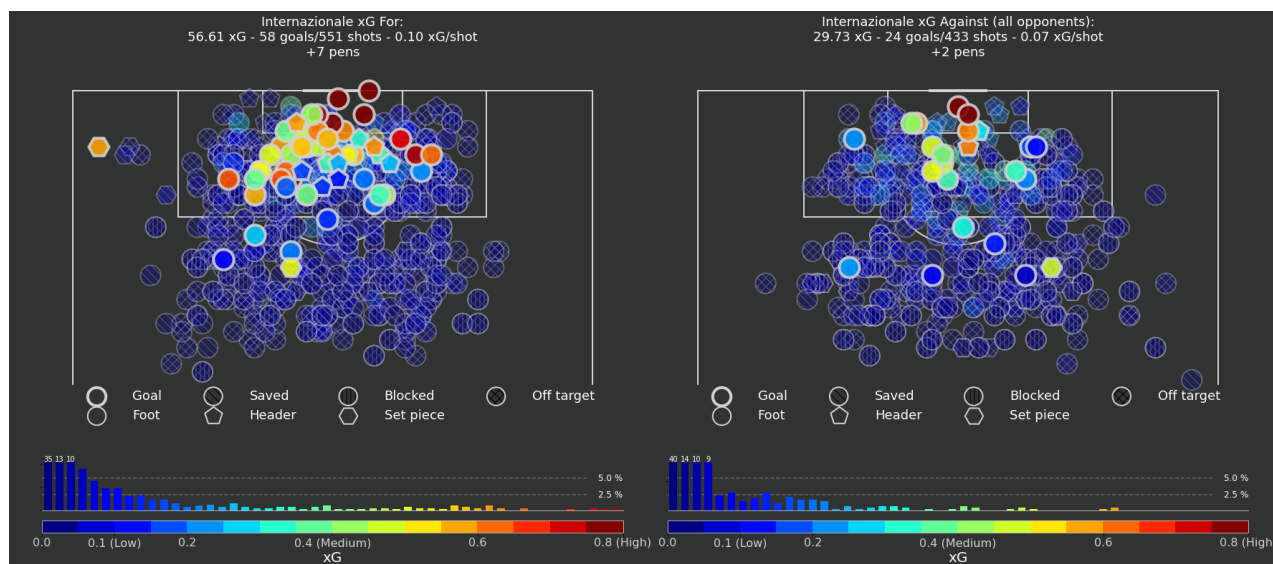 Internazionale xG For:
56.61 xG - 58 goals/551 shots - 0.10 xG/shot
+7 pens
Goal Saved Blocked Off target
Foot Header Set piece
35 13 10
5.0 %
2.5 %
0.0 0.1 (Low) 0.2 0.4 (Medium) 0.6 0.8 (High)
xG
Internazionale xG Against (all opponents):
29.73 xG - 24 goals/433 shots - 0.07 xG/shot
+2 pens
Goal Saved Blocked Off target
Foot Header Set piece
40 14 10 9
5.0 %
2.5 %
0.0 0.1 (Low) 0.2 0.4 (Medium) 0.6 0.8 (High)
xG